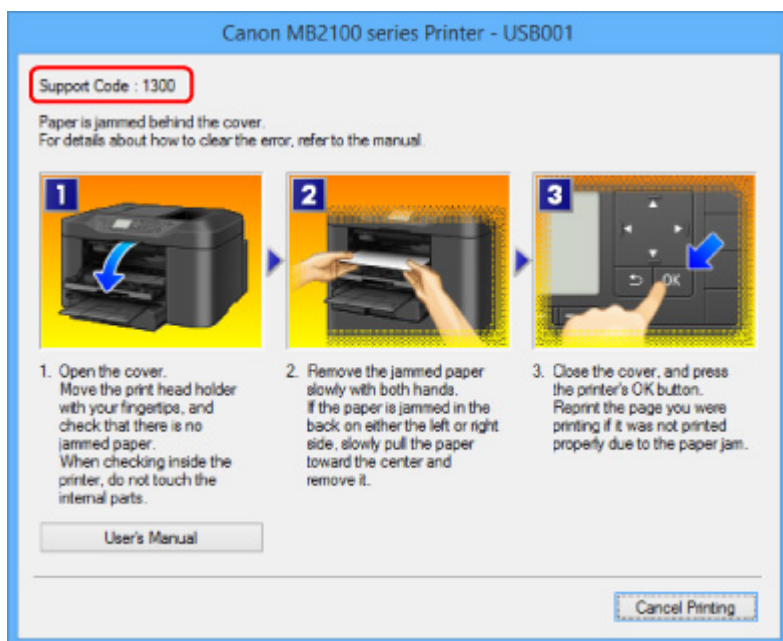 Canon MB2100 series Printer - USB001
Support Code : 1300
Paper is jammed behind the cover.
For details about how to clear the error, refer to the manual.
1
2
3
OK
1. Open the cover.
Move the print head holder
with your fingertips, and
check that there is no
jammed paper.
When checking inside the
printer, do not touch the
internal parts.
2. Remove the jammed paper
slowly with both hands.
If the paper is jammed in the
back on either the left or right
side, slowly pull the paper
toward the center and
remove it.
3. Close the cover, and press
the printer's OK button.
Reprint the page you were
printing if it was not printed
properly due to the paper jam.
User's Manual
Cancel Printing